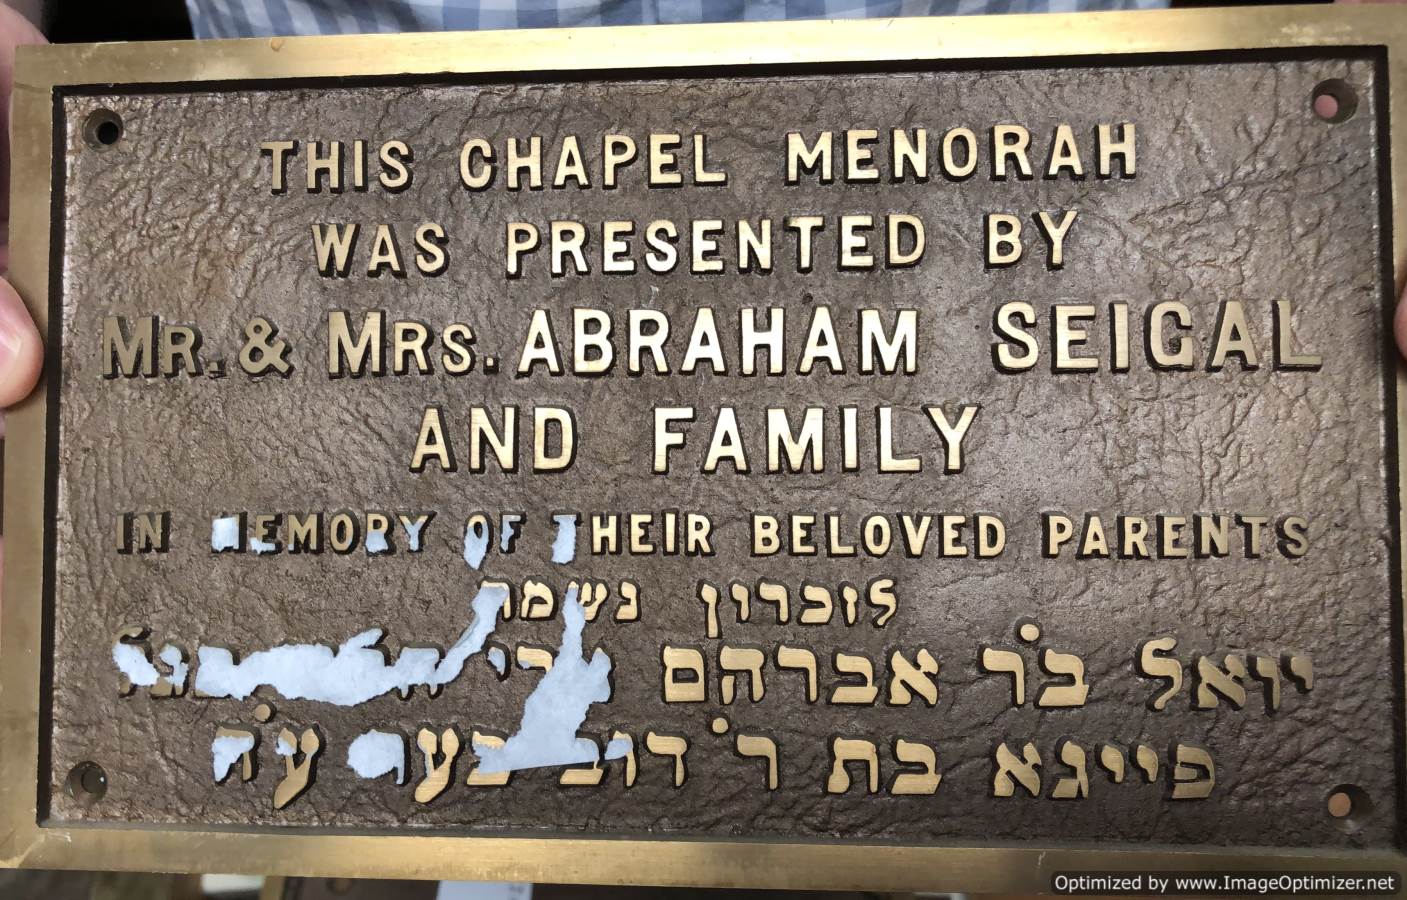 THIS CHAPEL MENORAH
WAS PRESENTED BY
MR. & MRS. ABRAHAM SEIGAL
AND FAMILY
IN MEMORY OF THEIR BELOVED PARENTS
לזכרון נשמת
יואל ב׳ר אברהם
פייגא בת ר׳ דוב בער ע׳ה
Optimized by www.ImageOptimizer.net